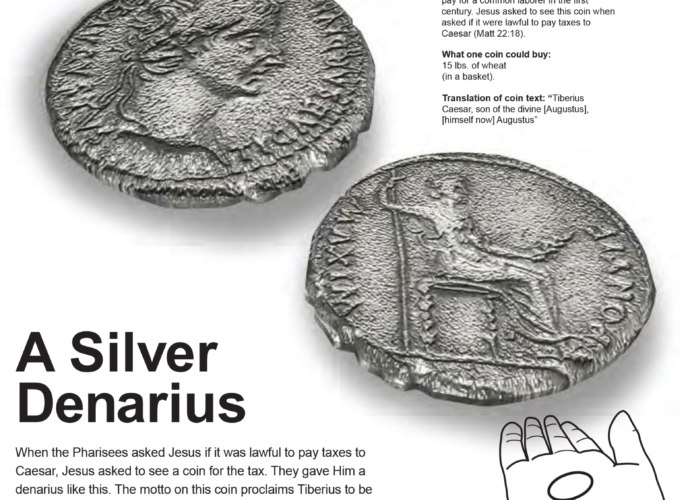 pay for a common laborer in the first
century. Jesus asked to see this coin when
asked if it were lawful to pay taxes to
Caesar (Matt 22:18).
What one coin could buy:
15 lbs. of wheat
(in a basket).
Translation of coin text: “Tiberius
Caesar, son of the divine [Augustus],
[himself now] Augustus”
MAXIM
PONTIF
A Silver
Denarius
When the Pharisees asked Jesus if it was lawful to pay taxes to
Caesar, Jesus asked to see a coin for the tax. They gave Him a
denarius like this. The motto on this coin proclaims Tiberius to be